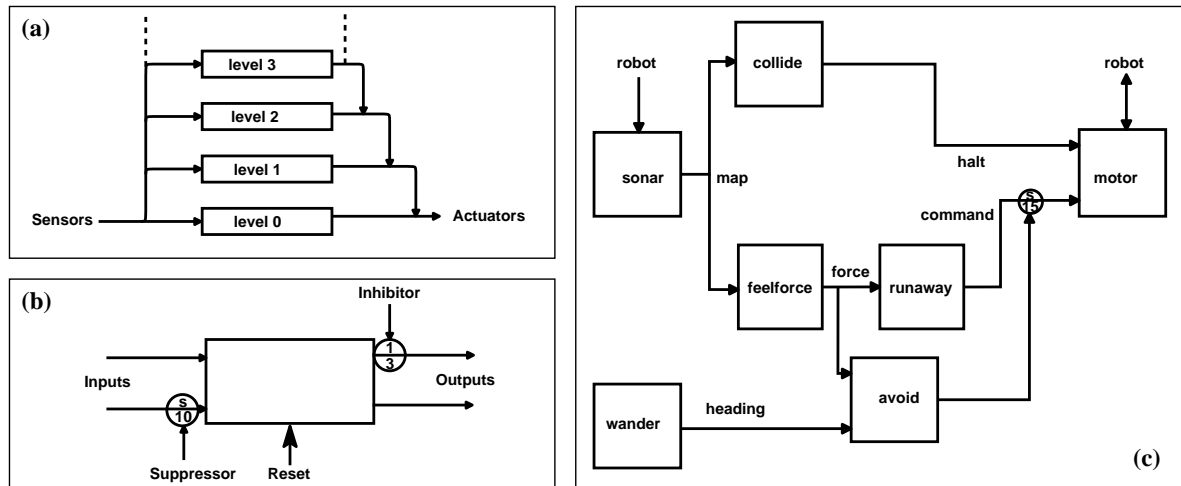 (a)
level 3
level 2
level 1
level 0
Sensors
Actuators
(b)
Inhibitor
1
3
Inputs
Outputs
s
10
Suppressor
Reset
(c)
robot
collide
robot
sonar
map
halt
motor
command
s
15
feelforce
force
runaway
wander
heading
avoid